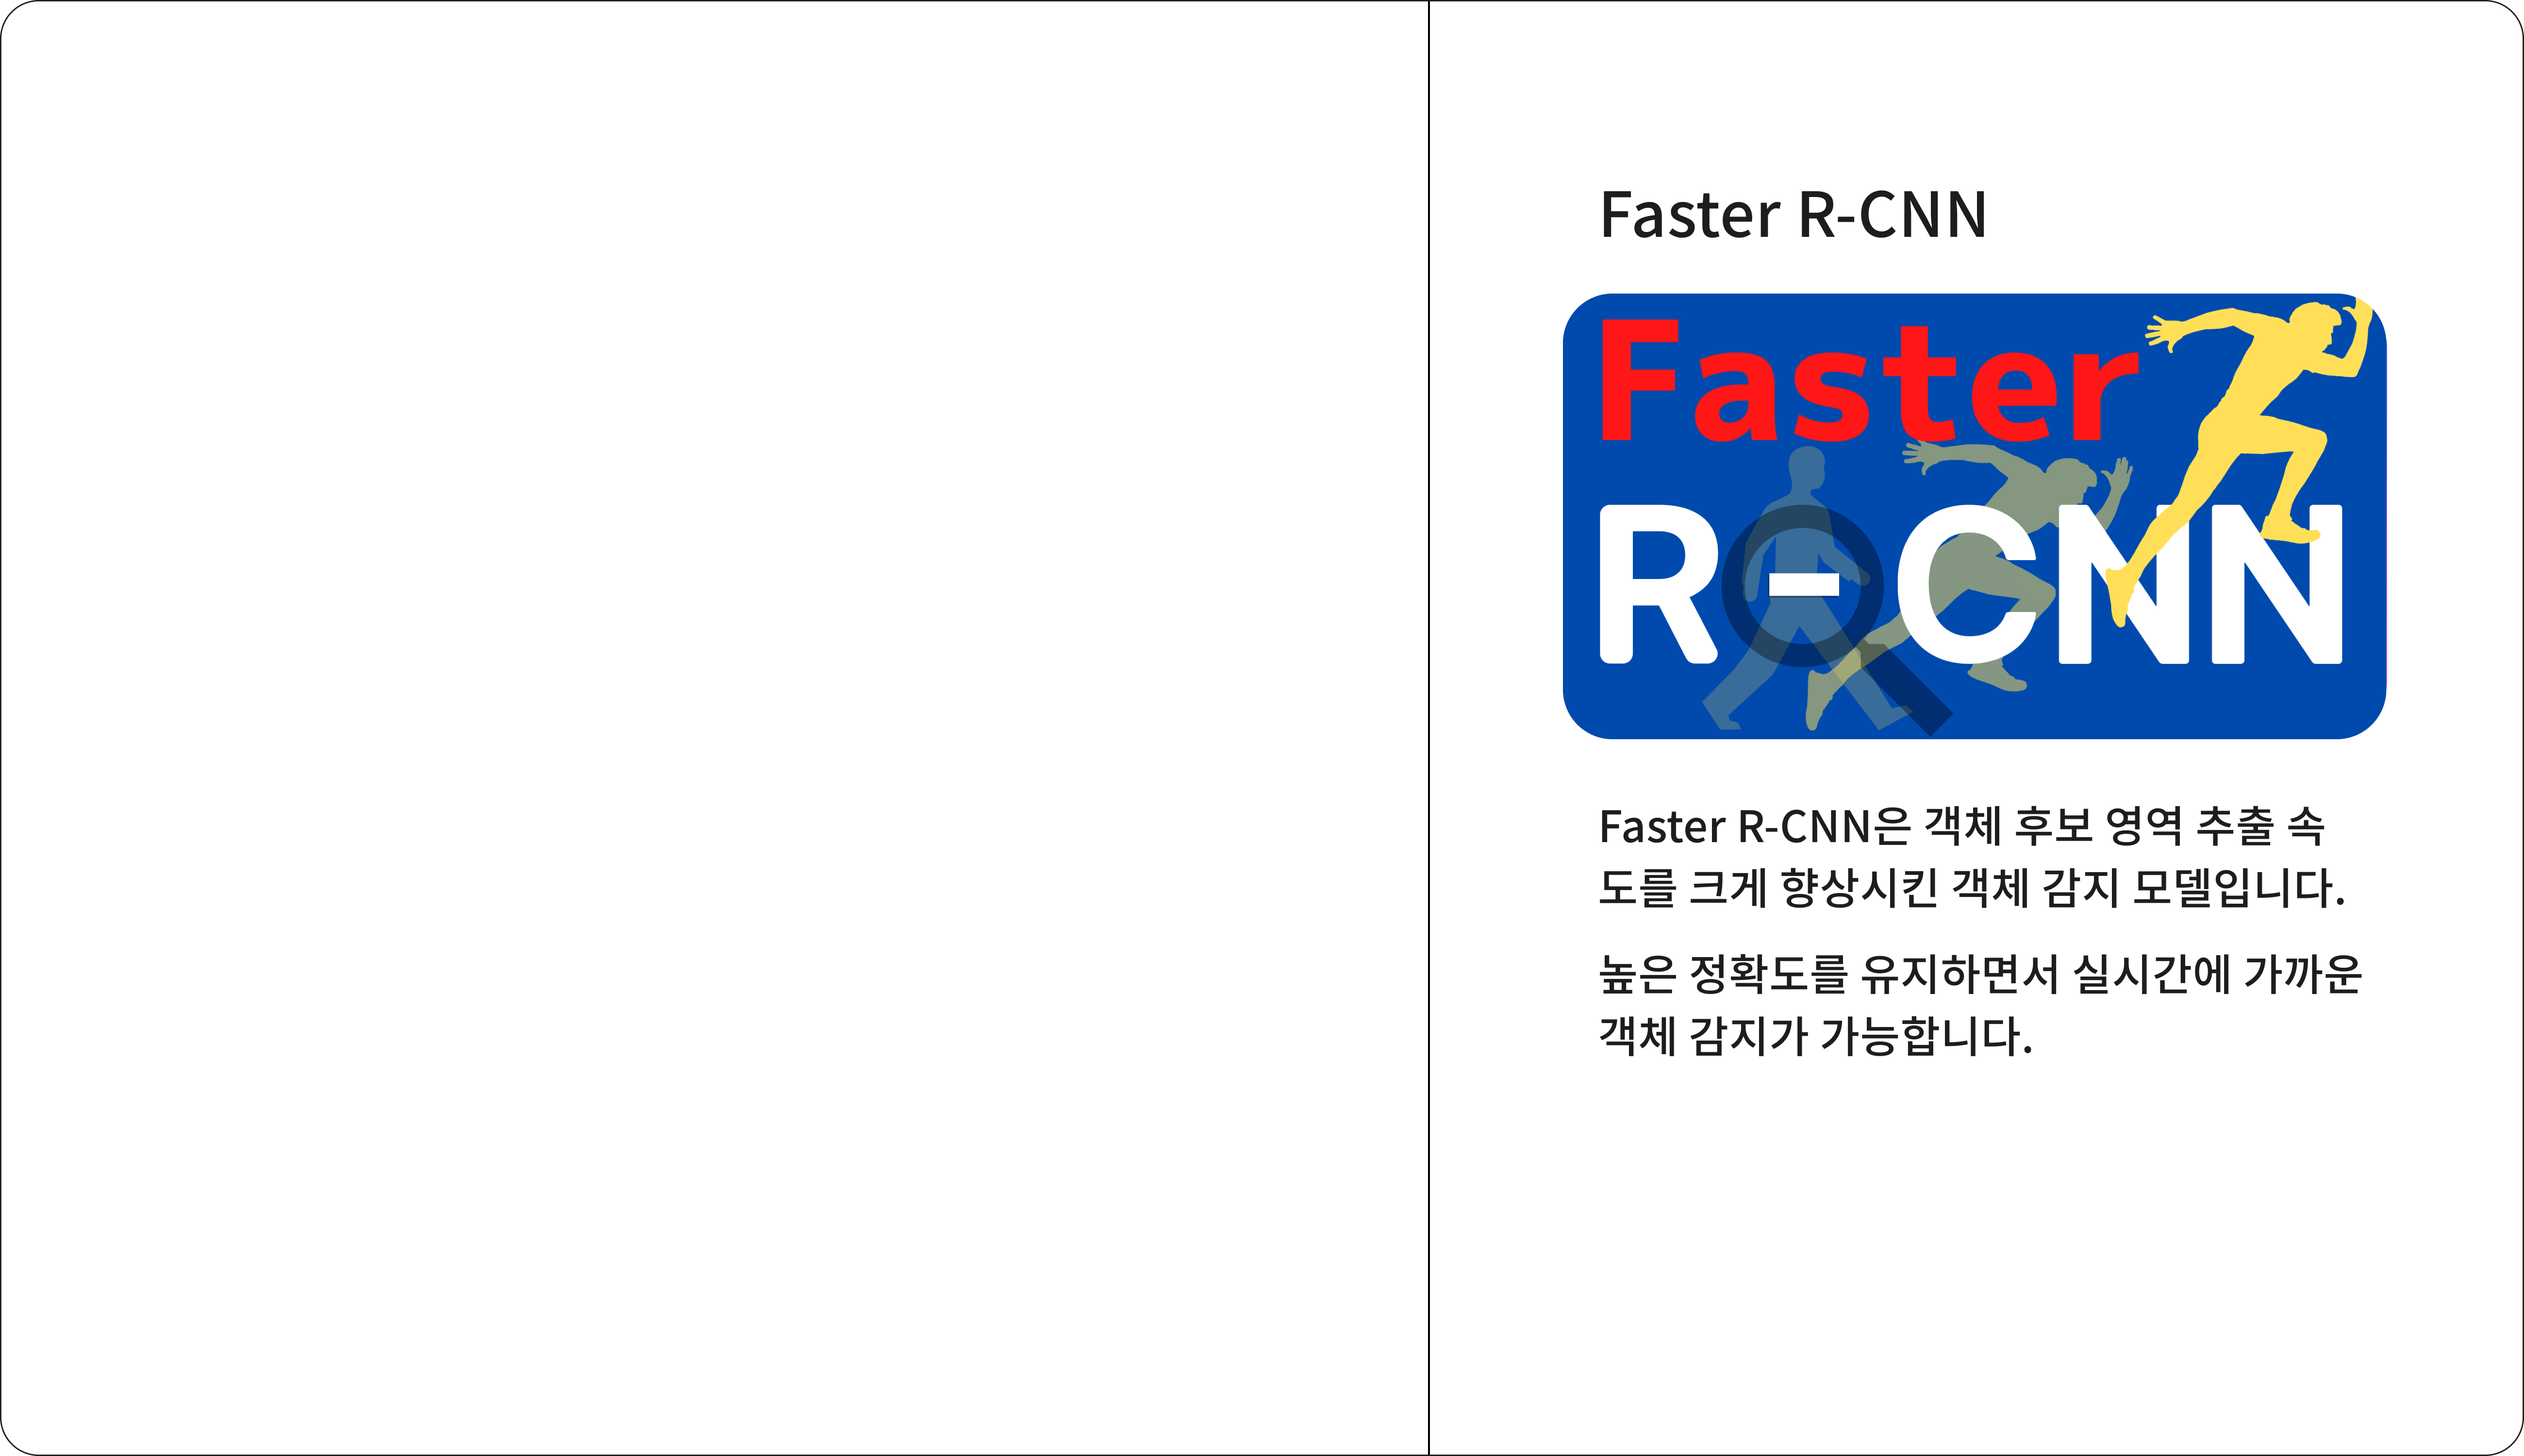 Faster R-CNN
Faster
R-CNN
Faster R-CNN은 객체 후보 영역 추출 속
도를 크게 향상시킨 객체 감지 모델입니다.
높은 정확도를 유지하면서 실시간에 가까운
객체 감지가 가능합니다.